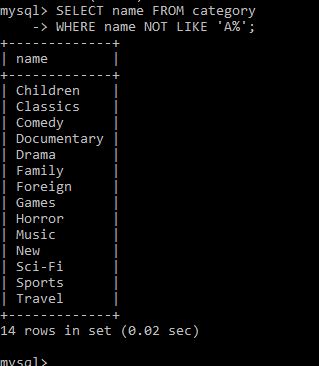 mysql> SELECT name FROM category
    -> WHERE name NOT LIKE 'A%';
+-------------+
| name        |
+-------------+
| Children    |
| Classics    |
| Comedy      |
| Documentary |
| Drama       |
| Family      |
| Foreign     |
| Games       |
| Horror      |
| Music       |
| New         |
| Sci-Fi      |
| Sports      |
| Travel      |
+-------------+
14 rows in set (0.02 sec)

mysql>